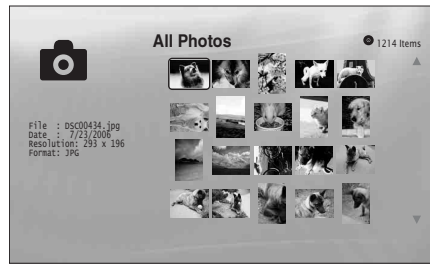 All Photos
1214 Items
File : DSC00434.jpg
Date : 7/23/2006
Resolution: 293 x 196
Format: JPG